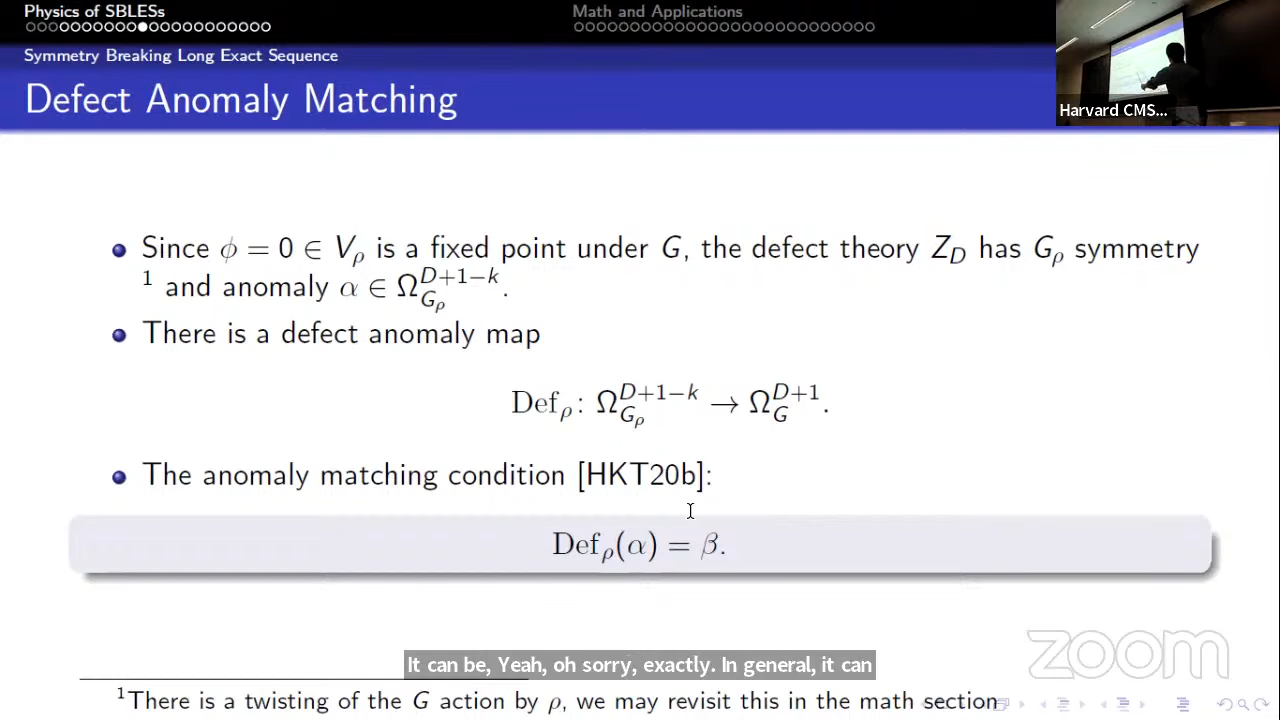 Physics of SBLESs
Math and Applications
Symmetry Breaking Long Exact Sequence
Defect Anomaly Matching
Harvard CMS...
Since ϕ = 0 ∈ V_ρ is a fixed point under G, the defect theory Z_D has G_ρ symmetry
¹ and anomaly α ∈ Ω^{D+1−k}_{G_ρ}.
There is a defect anomaly map
Def_ρ: Ω^{D+1−k}_{G_ρ} → Ω^{D+1}_G.
The anomaly matching condition [HKT20b]:
Def_ρ(α) = β.
It can be, Yeah, oh sorry, exactly. In general, it can
zoom
¹There is a twisting of the G action by ρ, we may revisit this in the math section